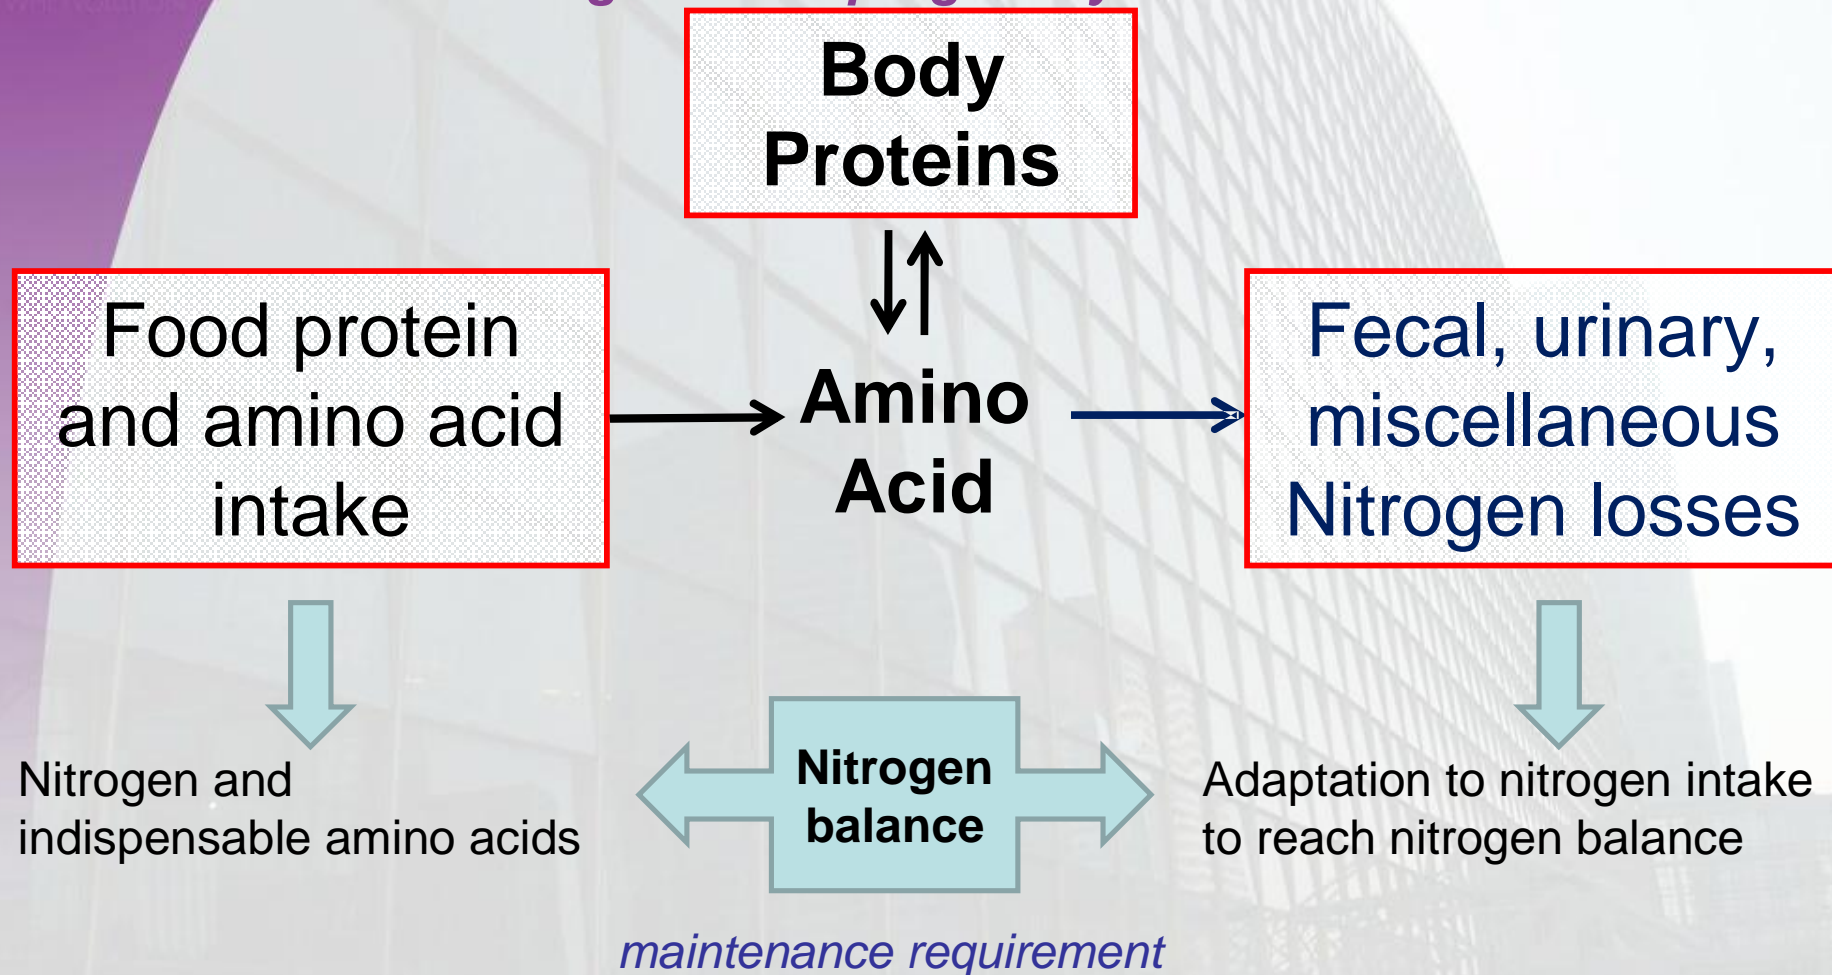 Body
Proteins
Food protein
and amino acid
intake
Amino
Acid
Fecal, urinary,
miscellaneous
Nitrogen losses
Nitrogen and
indispensable amino acids
Nitrogen
balance
Adaptation to nitrogen intake
to reach nitrogen balance
maintenance requirement